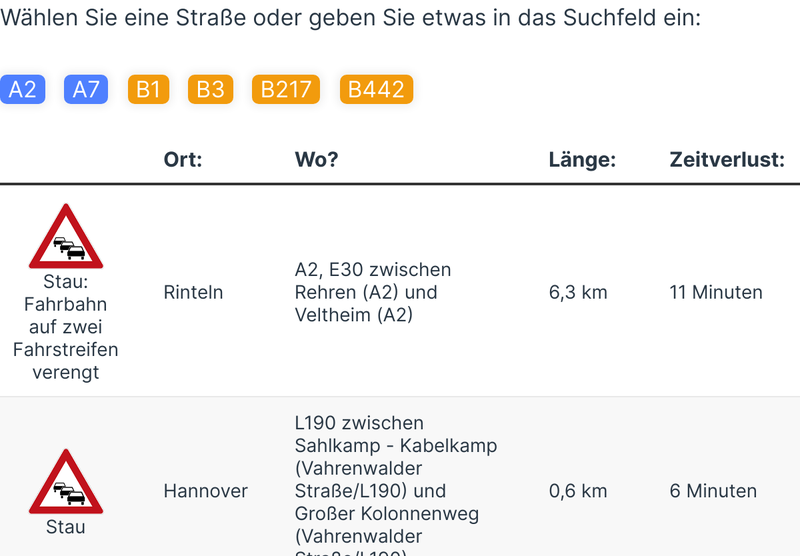 Wählen Sie eine Straße oder geben Sie etwas in das Suchfeld ein:
A2 A7 B1 B3 B217 B442
Ort: Wo? Länge: Zeitverlust:
Stau:
Fahrbahn
auf zwei
Fahrstreifen
verengt
Rinteln
A2, E30 zwischen
Rehren (A2) und
Veltheim (A2)
6,3 km
11 Minuten
Stau
Hannover
L190 zwischen
Sahlkamp - Kabelkamp
(Vahrenwalder
Straße/L190) und
Großer Kolonnenweg
(Vahrenwalder
Straße/L190)
0,6 km
6 Minuten